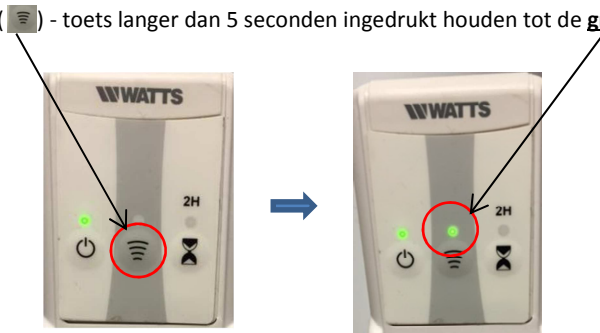 ( ) - toets langer dan 5 seconden ingedrukt houden tot de g
WATTS
2H
WATTS
2H